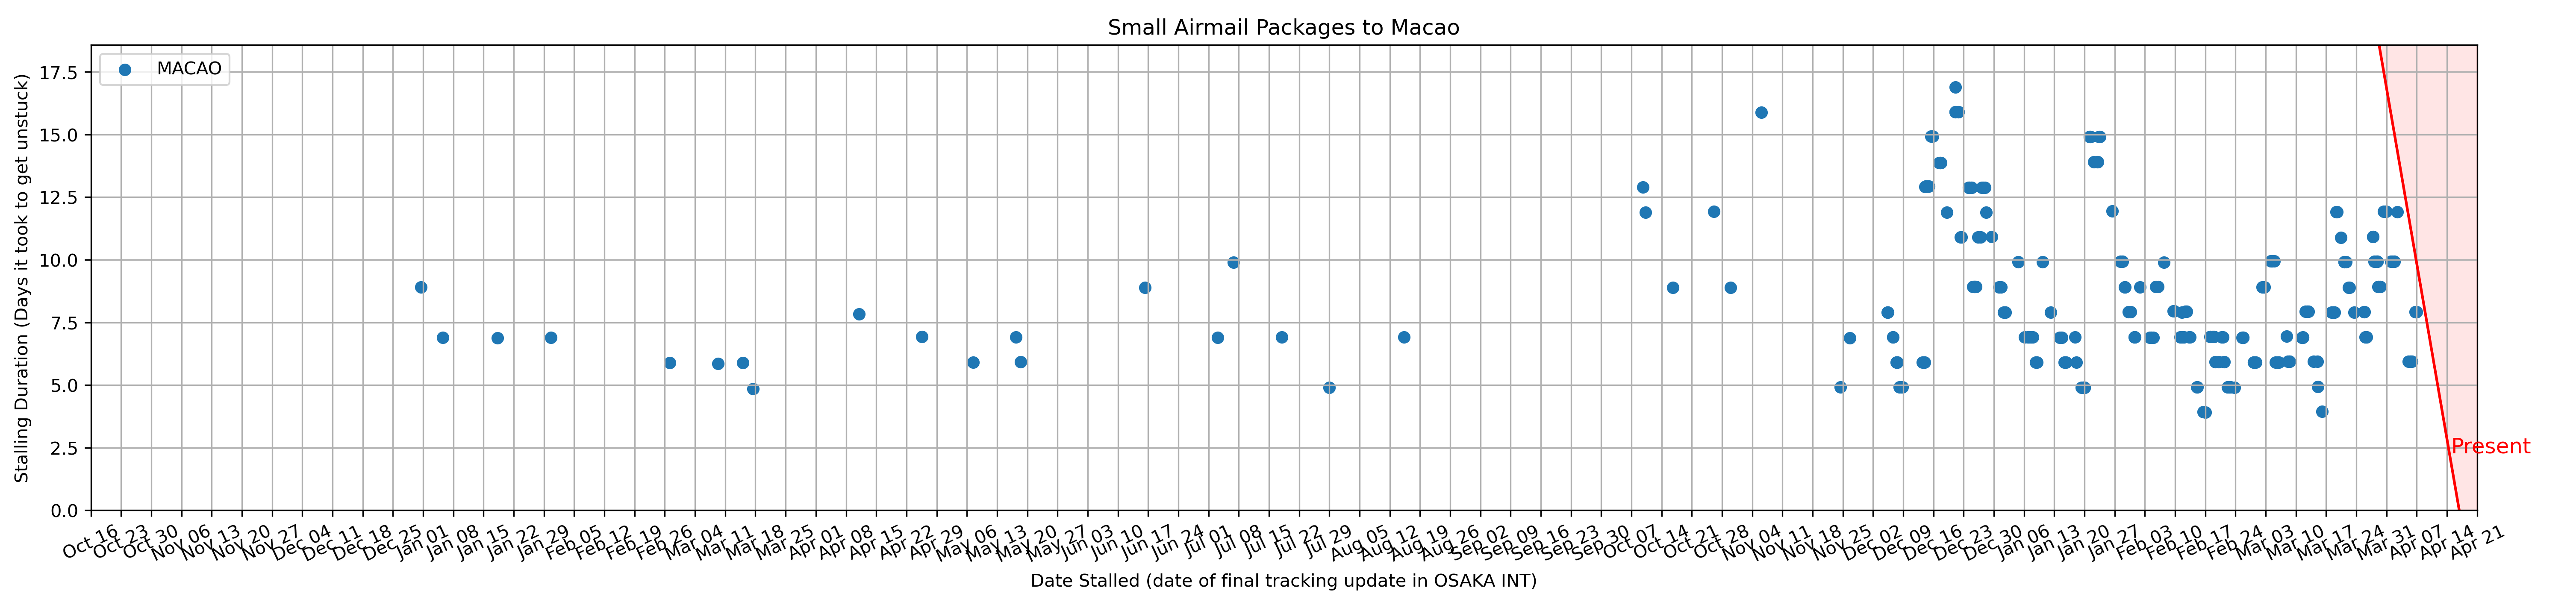 Small Airmail Packages to Macao
MACAO
Stalling Duration (Days it took to get unstuck)
17.5
15.0
12.5
10.0
7.5
5.0
2.5
0.0
Present
Oct 16 Oct 23 Oct 30 Nov 06 Nov 13 Nov 20 Nov 27 Dec 04 Dec 11 Dec 18 Dec 25 Jan 01 Jan 08 Jan 15 Jan 22 Jan 29 Feb 05 Feb 12 Feb 19 Feb 26 Mar 04 Mar 11 Mar 18 Mar 25 Apr 01 Apr 08 Apr 15 Apr 22 Apr 29 May 06 May 13 May 20 May 27 Jun 03 Jun 10 Jun 17 Jun 24 Jul 01 Jul 08 Jul 15 Jul 22 Jul 29 Aug 05 Aug 12 Aug 19 Aug 26 Sep 02 Sep 09 Sep 16 Sep 23 Sep 30 Oct 07 Oct 14 Oct 21 Oct 28 Nov 04 Nov 11 Nov 18 Nov 25 Dec 02 Dec 09 Dec 16 Dec 23 Dec 30 Jan 06 Jan 13 Jan 20 Jan 27 Feb 03 Feb 10 Feb 17 Feb 24 Mar 03 Mar 10 Mar 17 Mar 24 Mar 31 Apr 07 Apr 14 Apr 21
Date Stalled (date of final tracking update in OSAKA INT)